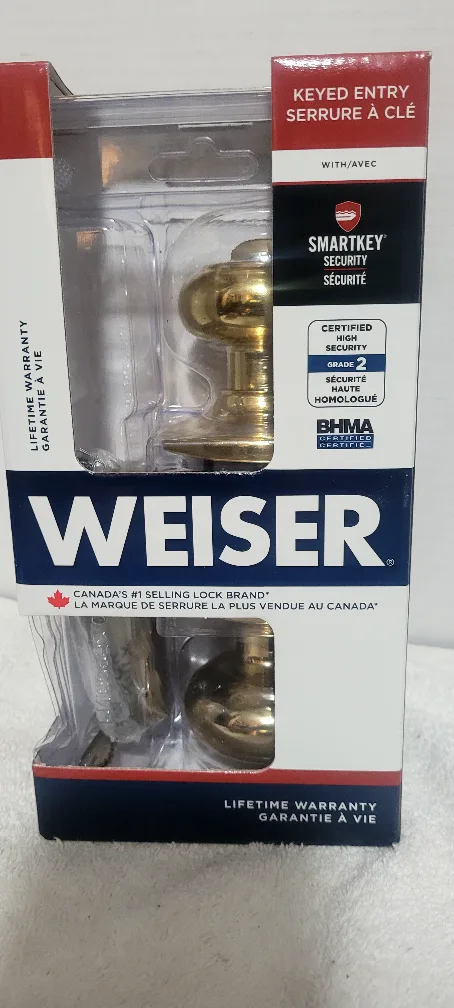 KEYED ENTRY
SERRURE À CLÉ
WITH/AVEC
SMARTKEY®
SECURITY
SÉCURITÉ
CERTIFIED
HIGH
SECURITY
GRADE 2
SÉCURITÉ
HAUTE
HOMOLOGUÉ
BHMA
CERTIFIED
CERTIFIÉ
LIFETIME WARRANTY
GARANTIE À VIE
WEISER®
CANADA'S #1 SELLING LOCK BRAND*
LA MARQUE DE SERRURE LA PLUS VENDUE AU CANADA*
LIFETIME WARRANTY
GARANTIE À VIE